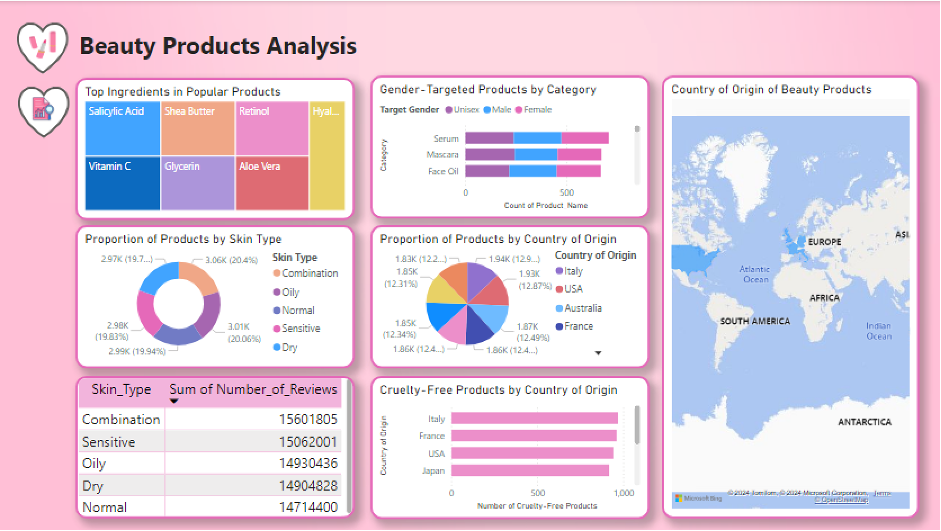 Beauty Products Analysis
Top Ingredients in Popular Products
Salicylic Acid
Shea Butter
Retinol
Hyal...
Vitamin C
Glycerin
Aloe Vera
Gender-Targeted Products by Category
Target Gender Unisex Male Female
Category
Serum
Mascara
Face Oil
0 500
Count of Product Name
Country of Origin of Beauty Products
EUROPE
ASI
Atlantic
Ocean
AFRICA
SOUTH AMERICA
Indian
Ocean
ANTARCTICA
Microsoft Bing
© 2024 TomTom, © 2024 Microsoft Corporation, Terms
© OpenStreetMap
Proportion of Products by Skin Type
2.97K (19.7...)
3.06K (20.4%)
3.01K
(20.06%)
2.99K (19.94%)
2.98K
(19.83%)
Skin Type
Combination
Oily
Normal
Sensitive
Dry
Proportion of Products by Country of Origin
1.83K (12.2...)
1.94K (12.9...)
1.85K
(12.31%)
1.93K
(12.87%)
1.85K
(12.34%)
1.87K
(12.49%)
1.86K (12.4...)
1.86K (12.4...)
Country of Origin
Italy
USA
Australia
France
Skin_Type Sum of Number_of_Reviews
Combination 15601805
Sensitive 15062001
Oily 14930436
Dry 14904828
Normal 14714400
Cruelty-Free Products by Country of Origin
Country of Origin
Italy
France
USA
Japan
0 500 1,000
Number of Cruelty-Free Products